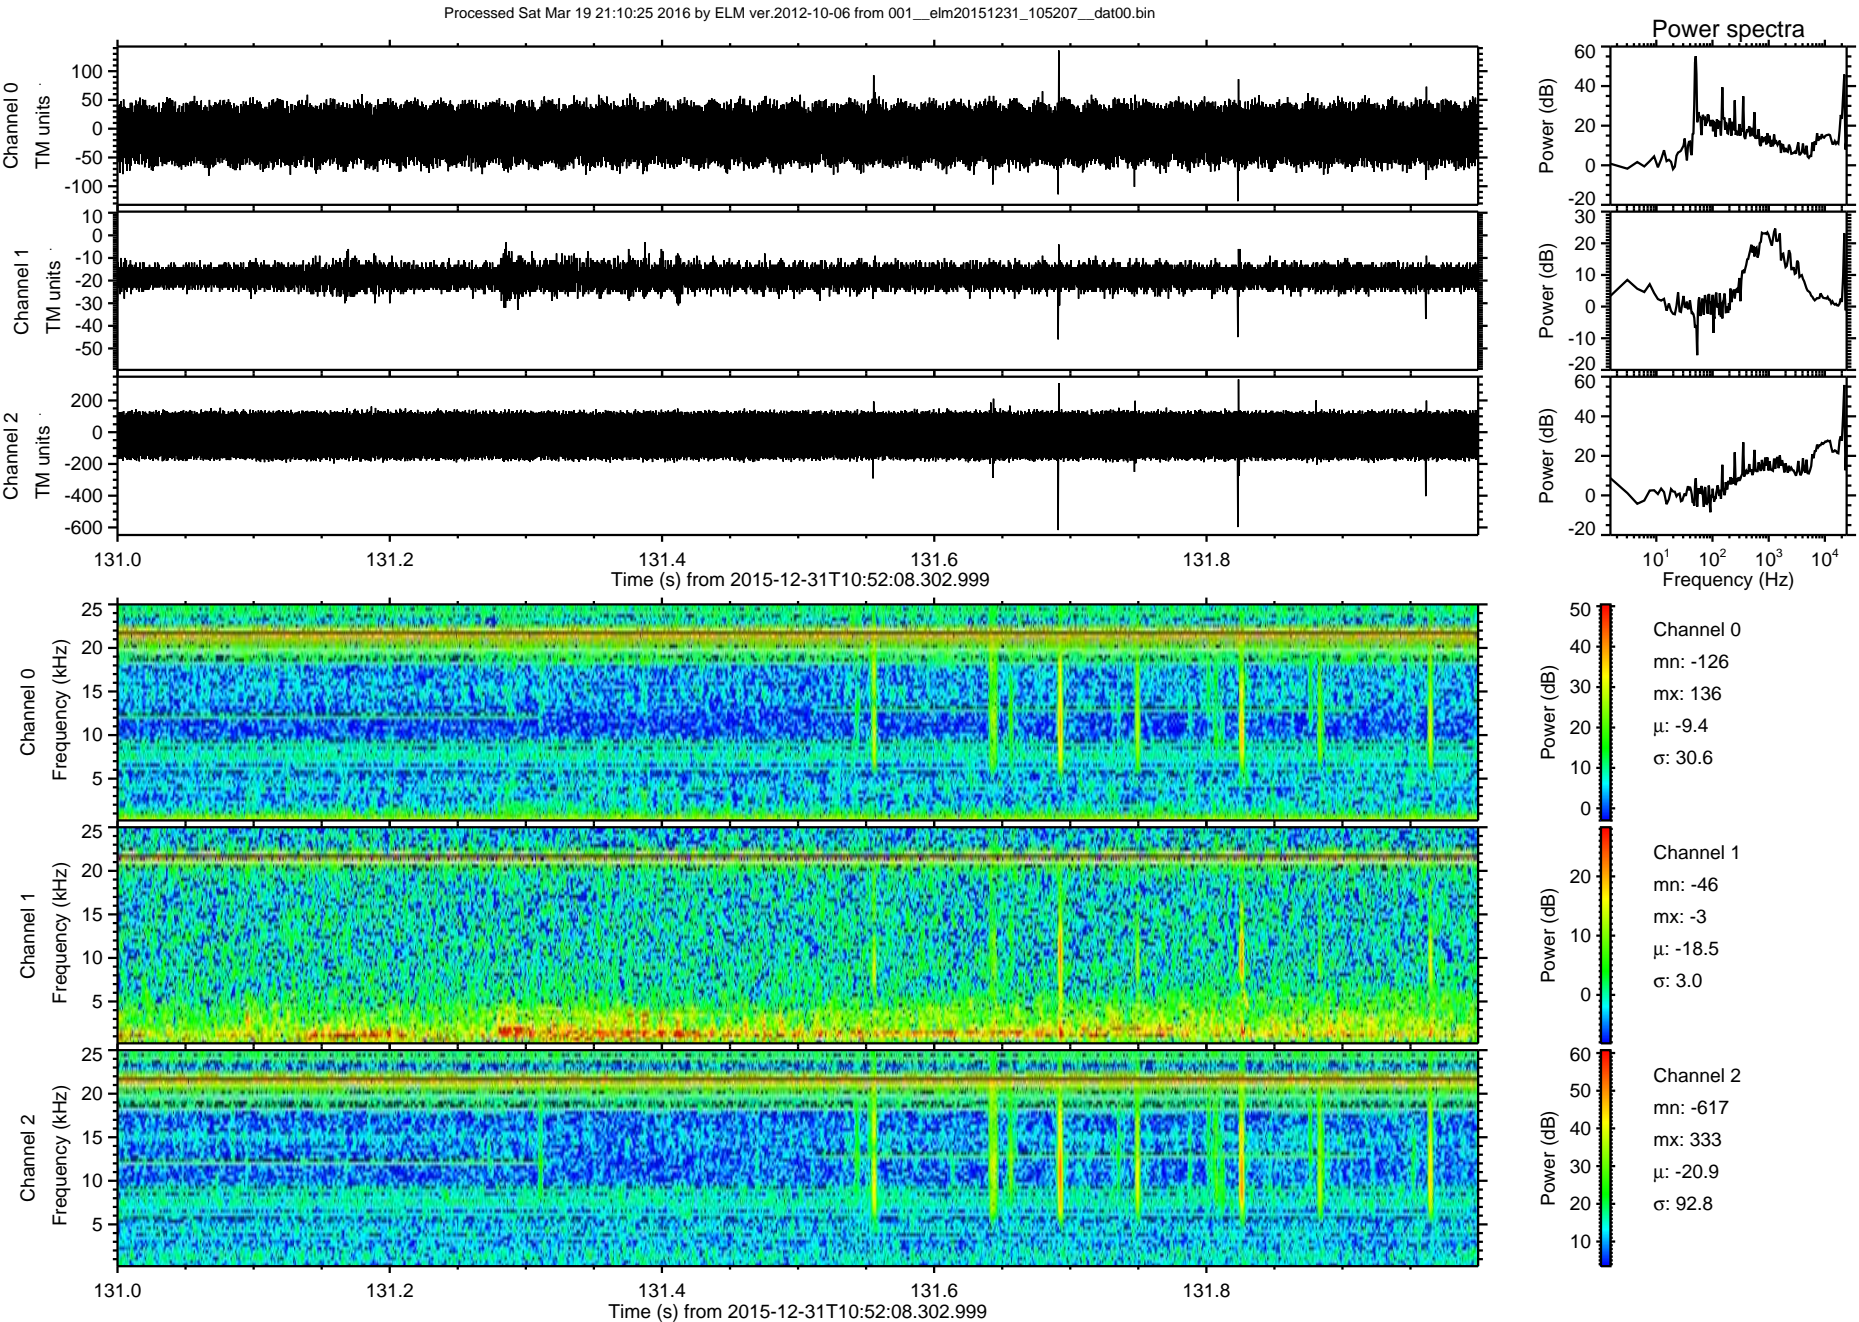 Processed Sat Mar 19 21:10:25 2016 by ELM ver.2012-10-06 from 001__elm20151231_105207__dat00.bin
Power spectra
Channel 0
TM units
100
50
0
-50
-100
Power (dB)
60
40
20
0
-20
Channel 1
TM units
10
0
-10
-20
-30
-40
-50
Power (dB)
30
20
10
0
-10
-20
Channel 2
TM units
200
0
-200
-400
-600
Power (dB)
60
40
20
0
-20
131.0 131.2 131.4 131.6 131.8
Time (s) from 2015-12-31T10:52:08.302.999
10¹ 10² 10³ 10⁴
Frequency (Hz)
Channel 0
Frequency (kHz)
25
20
15
10
5
Power (dB)
50
40
30
20
10
0
Channel 0
mn: -126
mx: 136
µ: -9.4
σ: 30.6
Channel 1
Frequency (kHz)
25
20
15
10
5
Power (dB)
20
10
0
Channel 1
mn: -46
mx: -3
µ: -18.5
σ: 3.0
Channel 2
Frequency (kHz)
25
20
15
10
5
Power (dB)
60
50
40
30
20
10
Channel 2
mn: -617
mx: 333
µ: -20.9
σ: 92.8
131.0 131.2 131.4 131.6 131.8
Time (s) from 2015-12-31T10:52:08.302.999